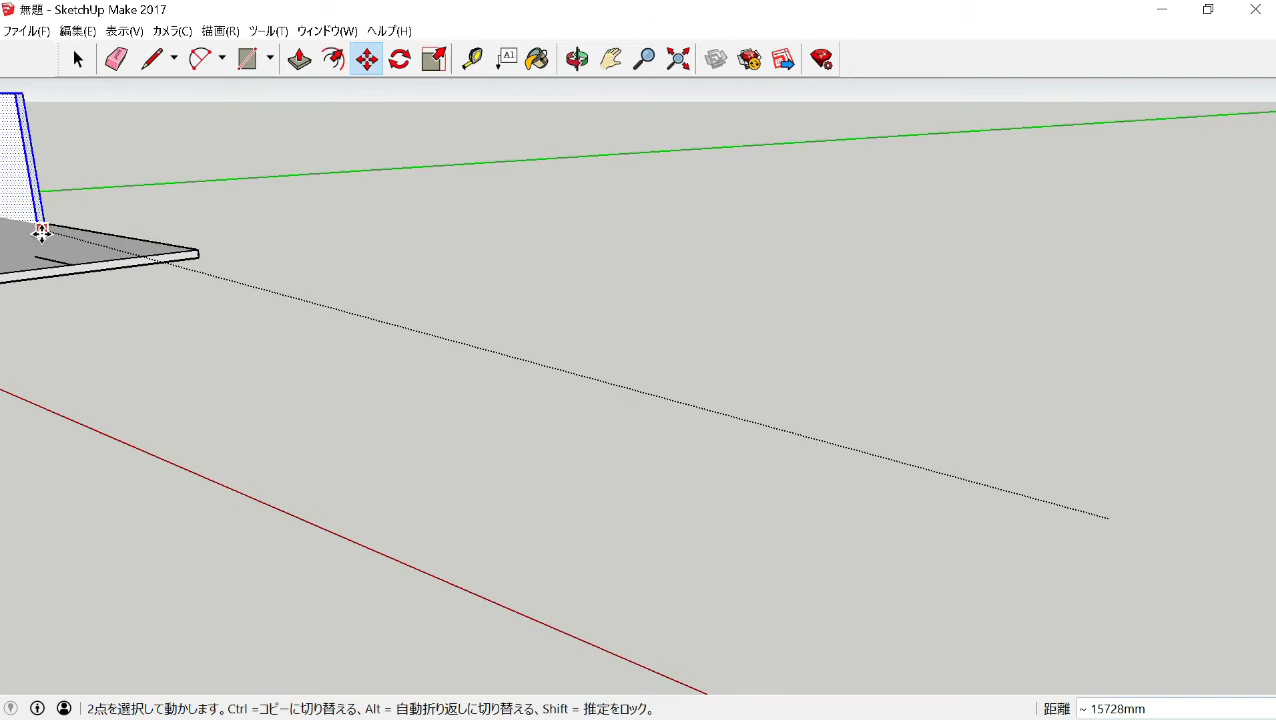 無題 - SketchUp Make 2017
ファイル(F) 編集(E) 表示(V) カメラ(C) 描画(R) ツール(T) ウィンドウ(W) ヘルプ(H)
A1
2点を選択して動かします。Ctrl =コピーに切り替える、Alt = 自動折り返しに切り替える、Shift = 推定をロック。 距離 ~ 15728mm